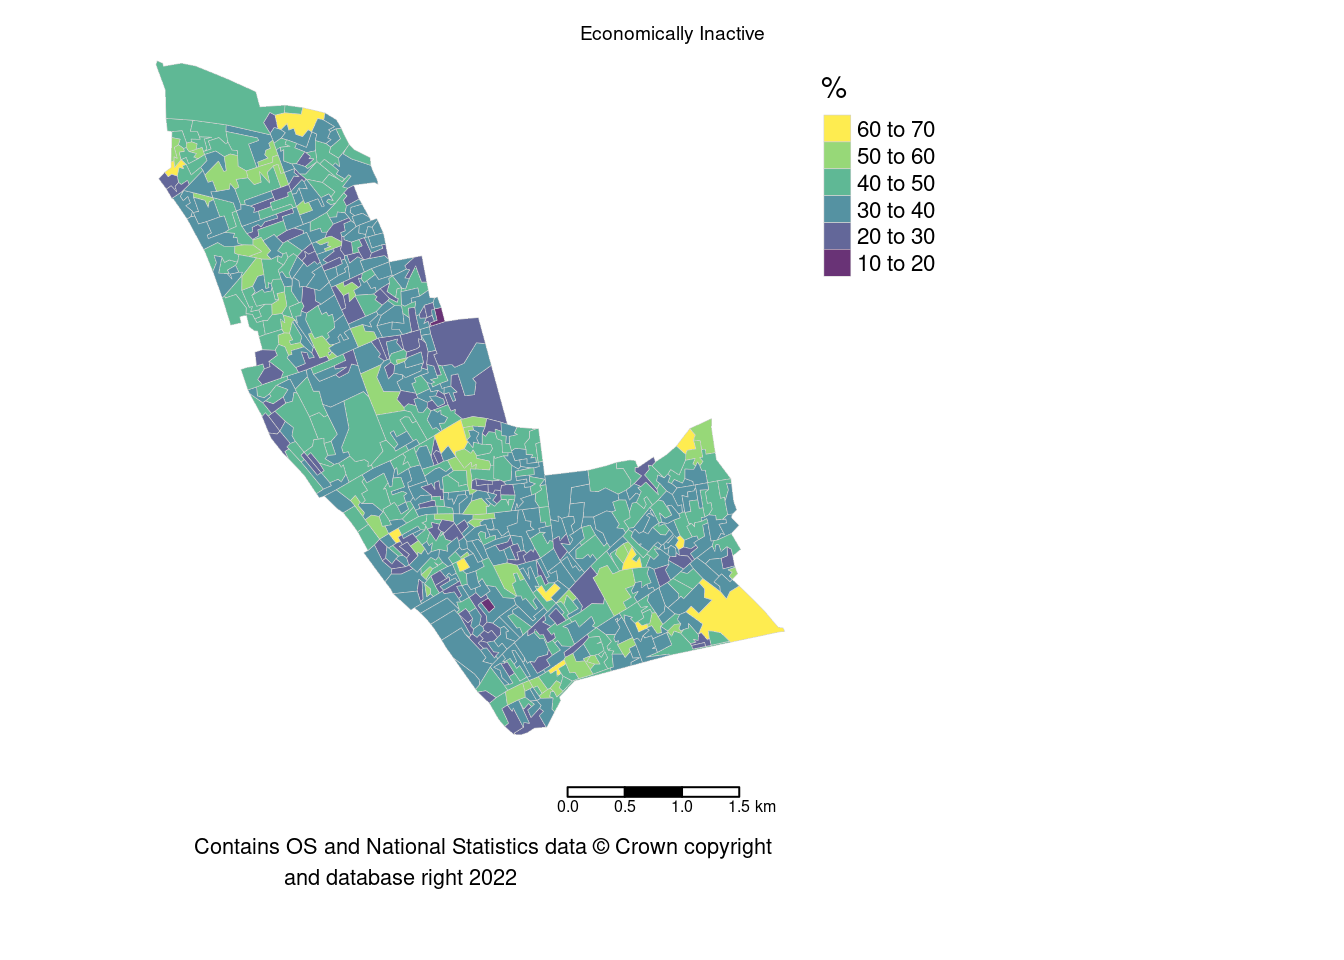 Economically Inactive
%
60 to 70
50 to 60
40 to 50
30 to 40
20 to 30
10 to 20
0.0 0.5 1.0 1.5 km
Contains OS and National Statistics data © Crown copyright
and database right 2022